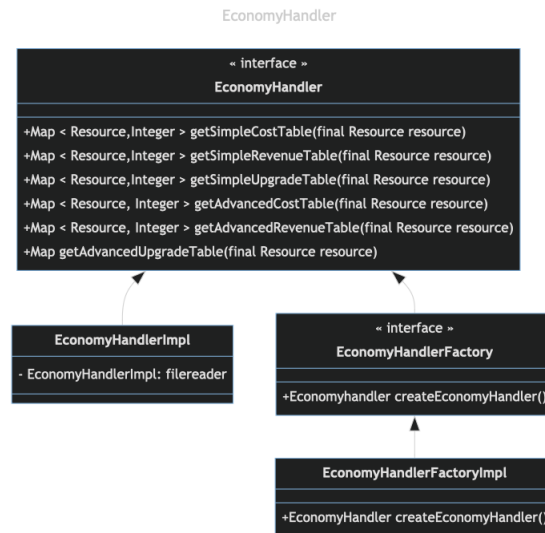 EconomyHandler
« interface »
EconomyHandler
+Map < Resource,Integer > getSimpleCostTable(final Resource resource)
+Map < Resource,Integer > getSimpleRevenueTable(final Resource resource)
+Map < Resource,Integer > getSimpleUpgradeTable(final Resource resource)
+Map < Resource, Integer > getAdvancedCostTable(final Resource resource)
+Map < Resource, Integer > getAdvancedRevenueTable(final Resource resource)
+Map getAdvancedUpgradeTable(final Resource resource)
EconomyHandlerImpl
- EconomyHandlerImpl: filereader
« interface »
EconomyHandlerFactory
+Economyhandler createEconomyHandler()
EconomyHandlerFactoryImpl
+EconomyHandler createEconomyHandler()